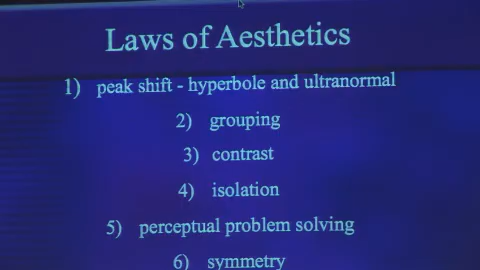 Laws of Aesthetics
1) peak shift - hyperbole and ultranormal
2) grouping
3) contrast
4) isolation
5) perceptual problem solving
6) symmetry